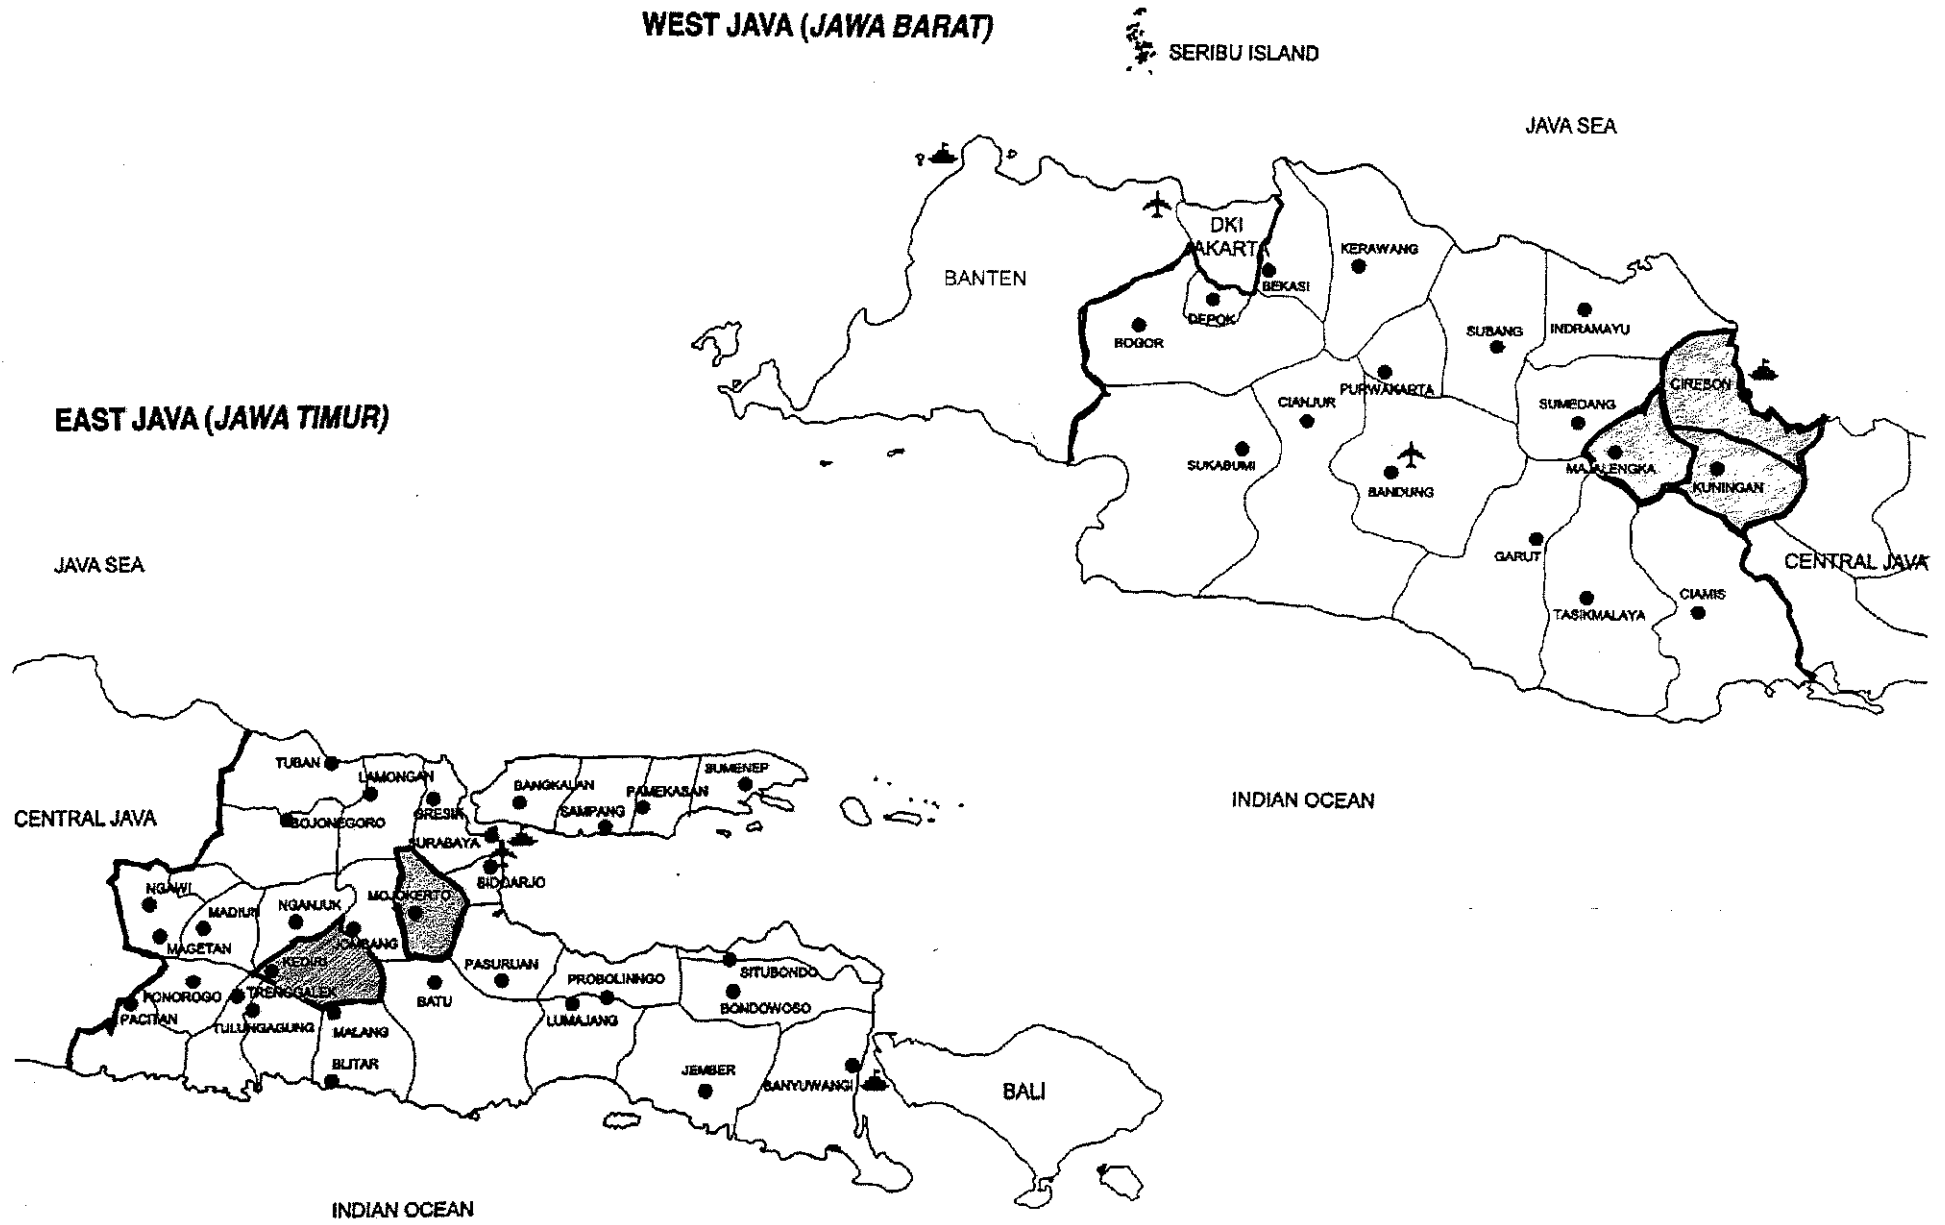 WEST JAVA (JAWA BARAT)
SERIBU ISLAND
JAVA SEA
DKI
JAKARTA
KERAWANG
BANTEN
BEKASI
DEPOK
BOGOR
SUBANG
INDRAMAYU
PURWAKARTA
CIREBON
CIANJUR
SUMEDANG
SUKABUMI
BANDUNG
MAJALENGKA
KUNINGAN
GARUT
CENTRAL JAVA
TASIKMALAYA
CIAMIS
INDIAN OCEAN
EAST JAVA (JAWA TIMUR)
JAVA SEA
TUBAN
LAMONGAN
BANGKALAN
SUMENEP
PAMEKASAN
SAMPANG
CENTRAL JAVA
BOJONEGORO
GRESIK
SURABAYA
SIDOARJO
NGAWI
MADIUN
NGANJUK
MOJOKERTO
MAGETAN
JOMBANG
KEDIRI
PASURUAN
PROBOLINNGO
SITUBONDO
PONOROGO
TRENGGALEK
BATU
BONDOWOSO
PACITAN
TULUNGAGUNG
MALANG
LUMAJANG
BLITAR
JEMBER
BANYUWANGI
BALI
INDIAN OCEAN